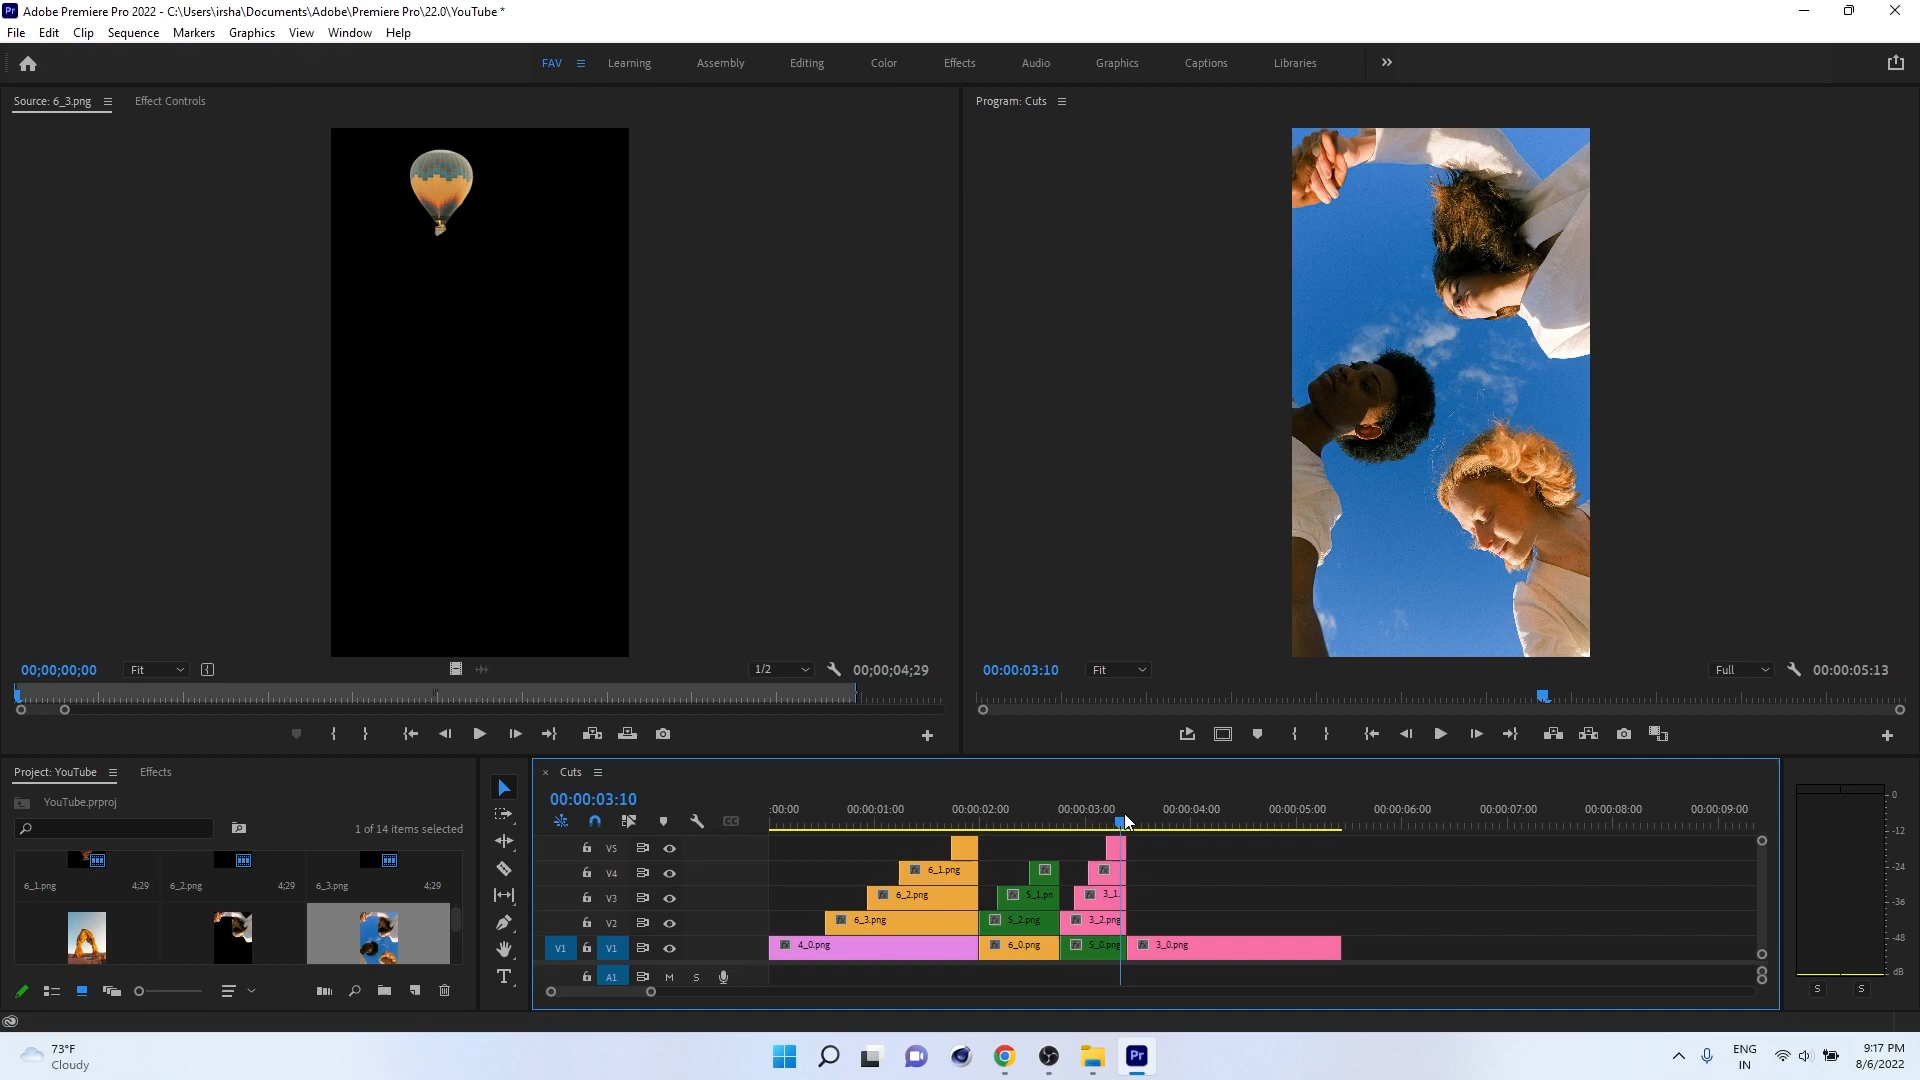 Pr Adobe Premiere Pro 2022 - C:\Users\irsha\Documents\Adobe\Premiere Pro\22.0\YouTube *
File Edit Clip Sequence Markers Graphics View Window Help
FAV Learning Assembly Editing Color Effects Audio Graphics Captions Libraries
Source: 6_3.png Effect Controls
Program: Cuts
00;00;00;00 Fit 1/2 00;00;04;29
00:00:03:10 Fit Full 00:00:05:13
Project: YouTube Effects
YouTube.prproj
1 of 14 items selected
6_1.png 4;29 6_2.png 4;29 6_3.png 4;29
Cuts
00:00:03:10
:00:00 00:00:01:00 00:00:02:00 00:00:03:00 00:00:04:00 00:00:05:00 00:00:06:00 00:00:07:00 00:00:08:00 00:00:09:00
V5
V4 6_1.png
V3 6_2.png 5_1.pn 3_1.
V2 6_3.png 5_2.png 3_2.png
V1 V1 4_0.png 6_0.png 5_0.png 3_0.png
A1 M S
0
-12
-24
-36
-48
dB
S S
73°F
Cloudy
Pr
ENG
IN
9:17 PM
8/6/2022